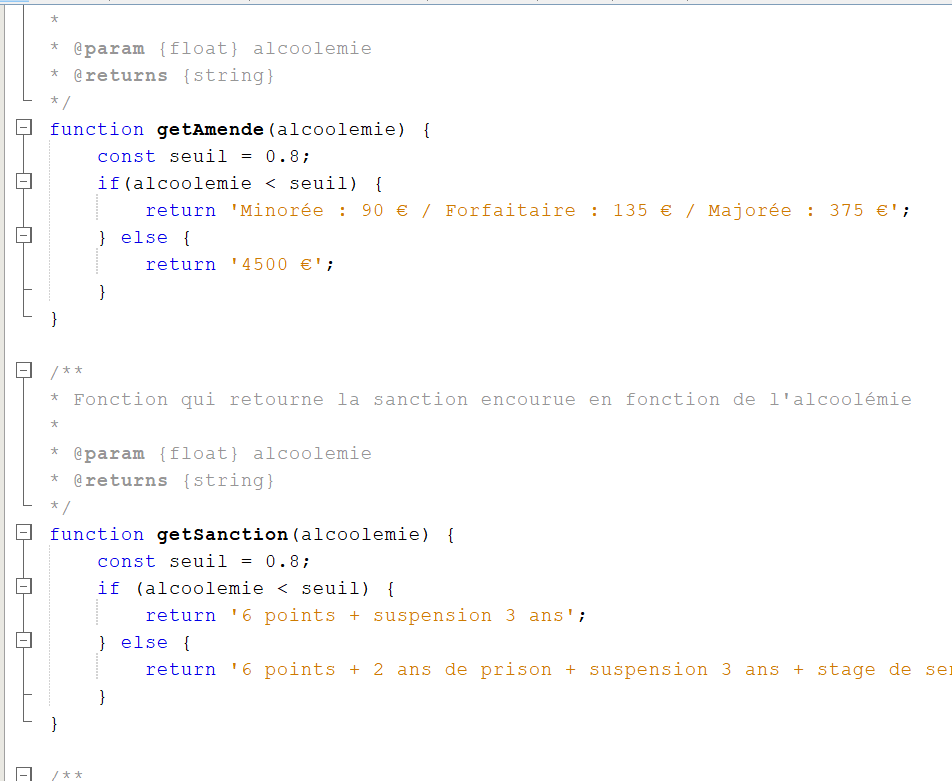 *
* @param {float} alcoolemie
* @returns {string}
*/
function getAmende(alcoolemie) {
    const seuil = 0.8;
    if(alcoolemie < seuil) {
        return 'Minorée : 90 € / Forfaitaire : 135 € / Majorée : 375 €';
    } else {
        return '4500 €';
    }
}

/**
* Fonction qui retourne la sanction encourue en fonction de l'alcoolémie
*
* @param {float} alcoolemie
* @returns {string}
*/
function getSanction(alcoolemie) {
    const seuil = 0.8;
    if (alcoolemie < seuil) {
        return '6 points + suspension 3 ans';
    } else {
        return '6 points + 2 ans de prison + suspension 3 ans + stage de
    }
}

/**